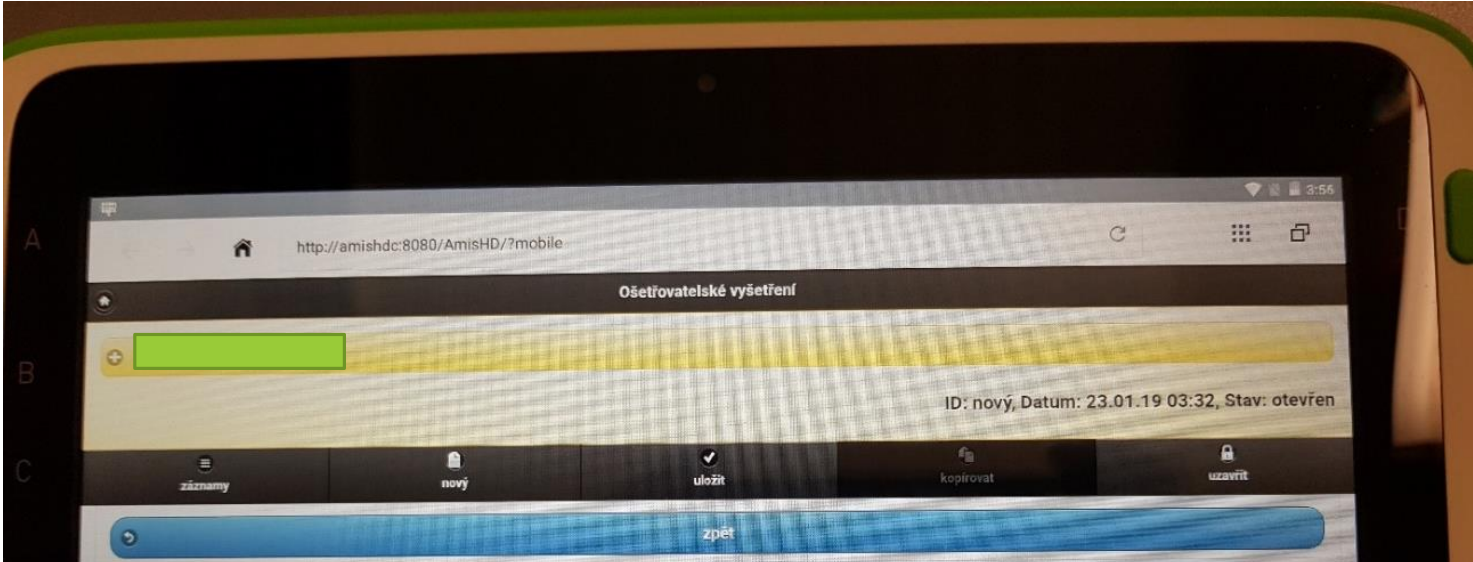 3:56
http://amishdc:8080/AmisHD/?mobile
Ošetřovatelské vyšetření
ID: nový, Datum: 23.01.19 03:32, Stav: otevřen
záznamy nový uložit kopírovat uzavřít
zpět
A
B
C
D